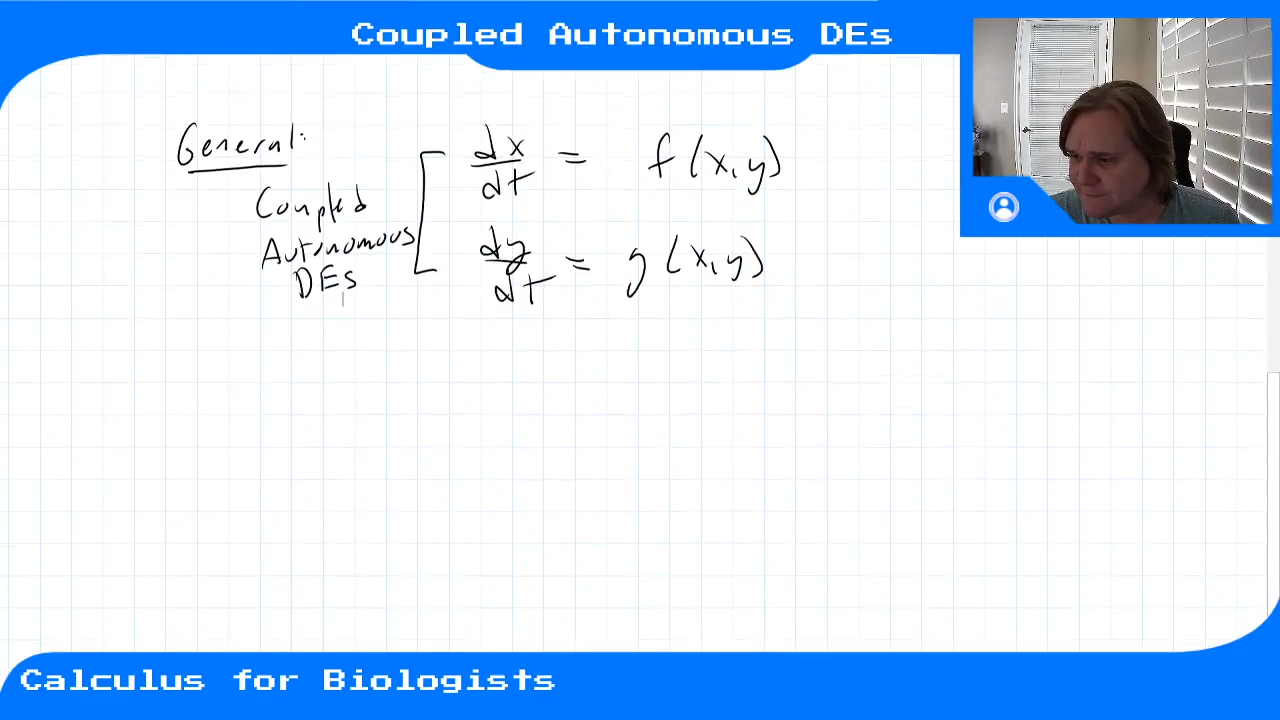 Coupled Autonomous DEs
General:
Coupled
Autonomous
DEs
dx/dt = f(x,y)
dy/dt = g(x,y)
Calculus for Biologists